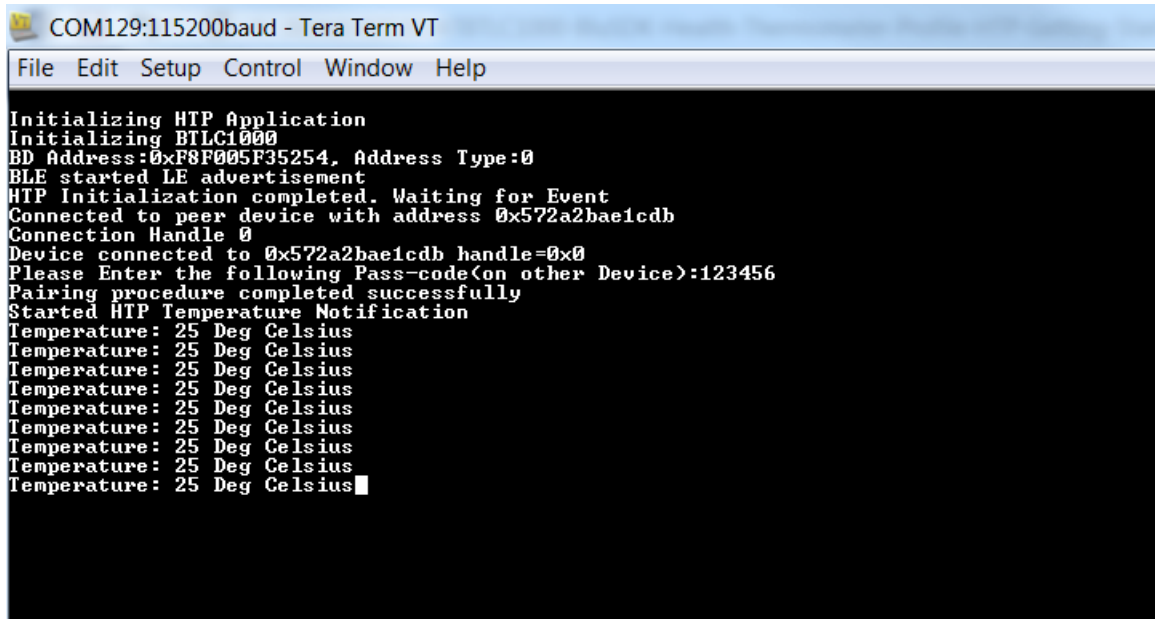 COM129:115200baud - Tera Term VT
File Edit Setup Control Window Help
Initializing HTP Application
Initializing BTLC1000
BD Address:0xF8F005F35254, Address Type:0
BLE started LE advertisement
HTP Initialization completed. Waiting for Event
Connected to peer device with address 0x572a2bae1cdb
Connection Handle 0
Device connected to 0x572a2bae1cdb handle=0x0
Please Enter the following Pass-code(on other Device):123456
Pairing procedure completed successfully
Started HTP Temperature Notification
Temperature: 25 Deg Celsius
Temperature: 25 Deg Celsius
Temperature: 25 Deg Celsius
Temperature: 25 Deg Celsius
Temperature: 25 Deg Celsius
Temperature: 25 Deg Celsius
Temperature: 25 Deg Celsius
Temperature: 25 Deg Celsius
Temperature: 25 Deg Celsius